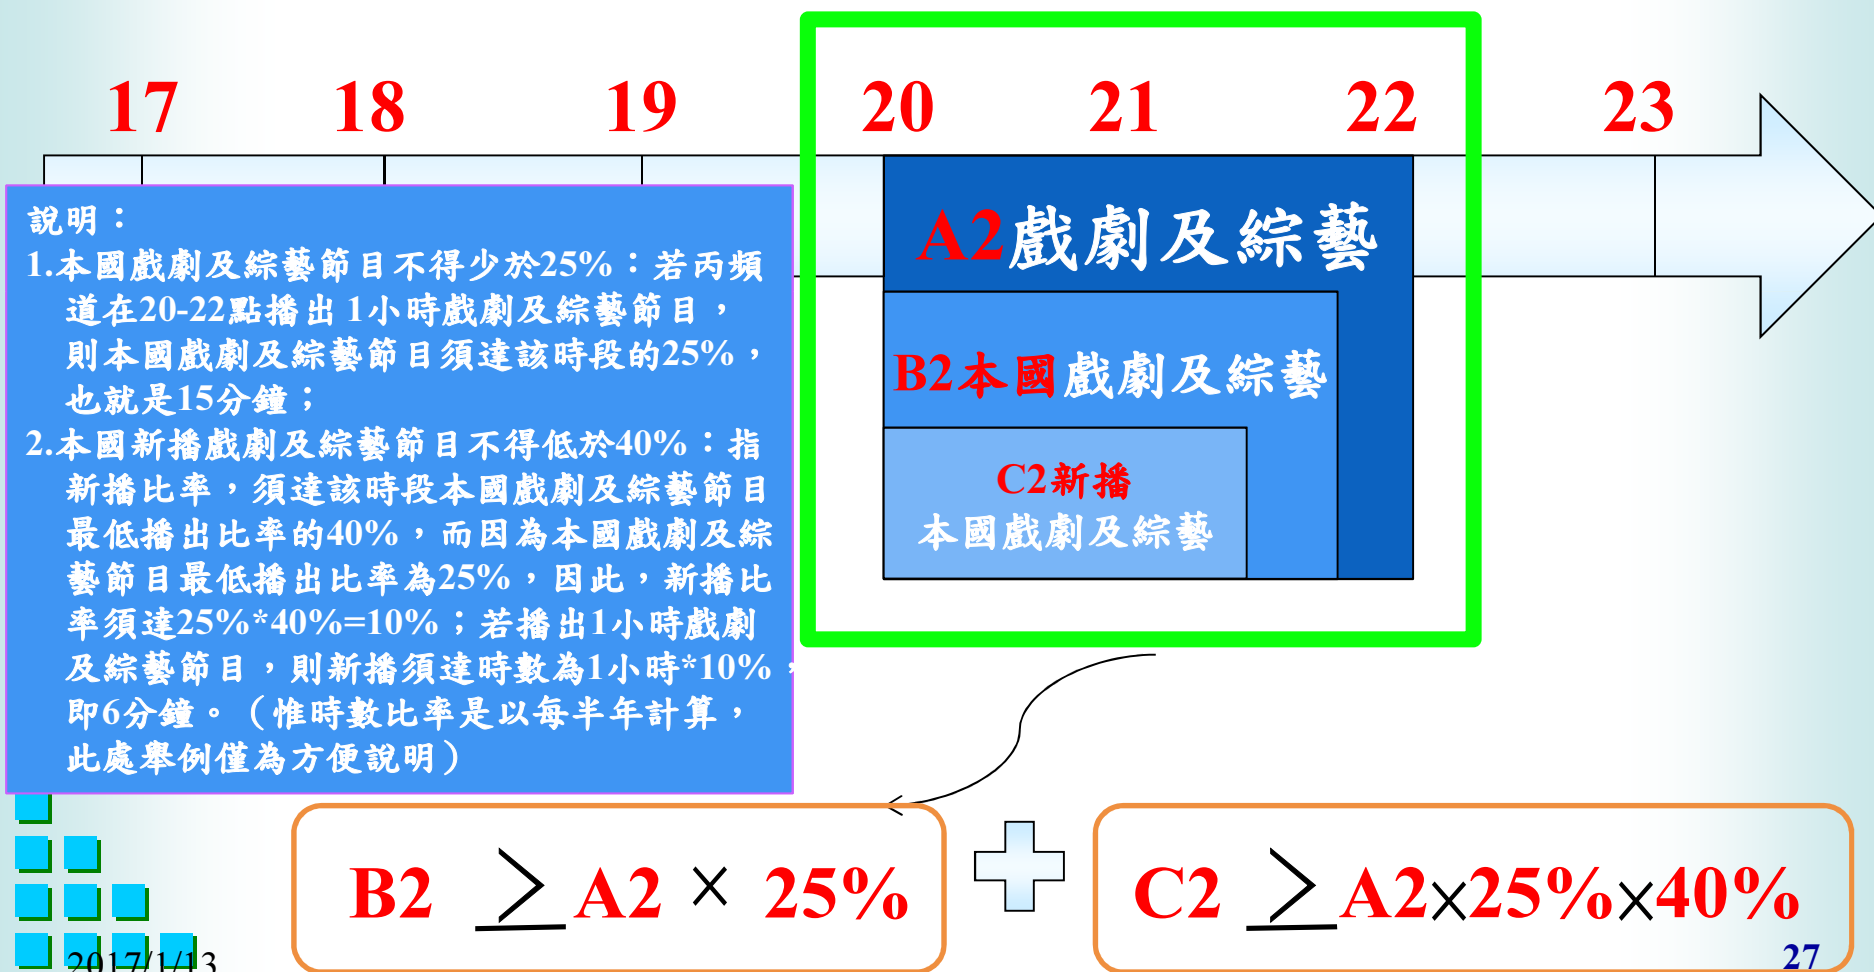 17 18 19 20 21 22 23
說明：
1.本國戲劇及綜藝節目不得少於25%：若丙頻
道在20-22點播出 1小時戲劇及綜藝節目，
則本國戲劇及綜藝節目須達該時段的25%，
也就是15分鐘；
2.本國新播戲劇及綜藝節目不得低於40%：指
新播比率，須達該時段本國戲劇及綜藝節目
最低播出比率的40%，而因為本國戲劇及綜
藝節目最低播出比率為25%，因此，新播比
率須達25%*40%=10%；若播出1小時戲劇
及綜藝節目，則新播須達時數為1小時*10%，
即6分鐘。（惟時數比率是以每半年計算，
此處舉例僅為方便說明）
A2戲劇及綜藝
B2本國戲劇及綜藝
C2新播
本國戲劇及綜藝
B2 ≥ A2 × 25%
C2 ≥ A2×25%×40%
2017/1/13
27